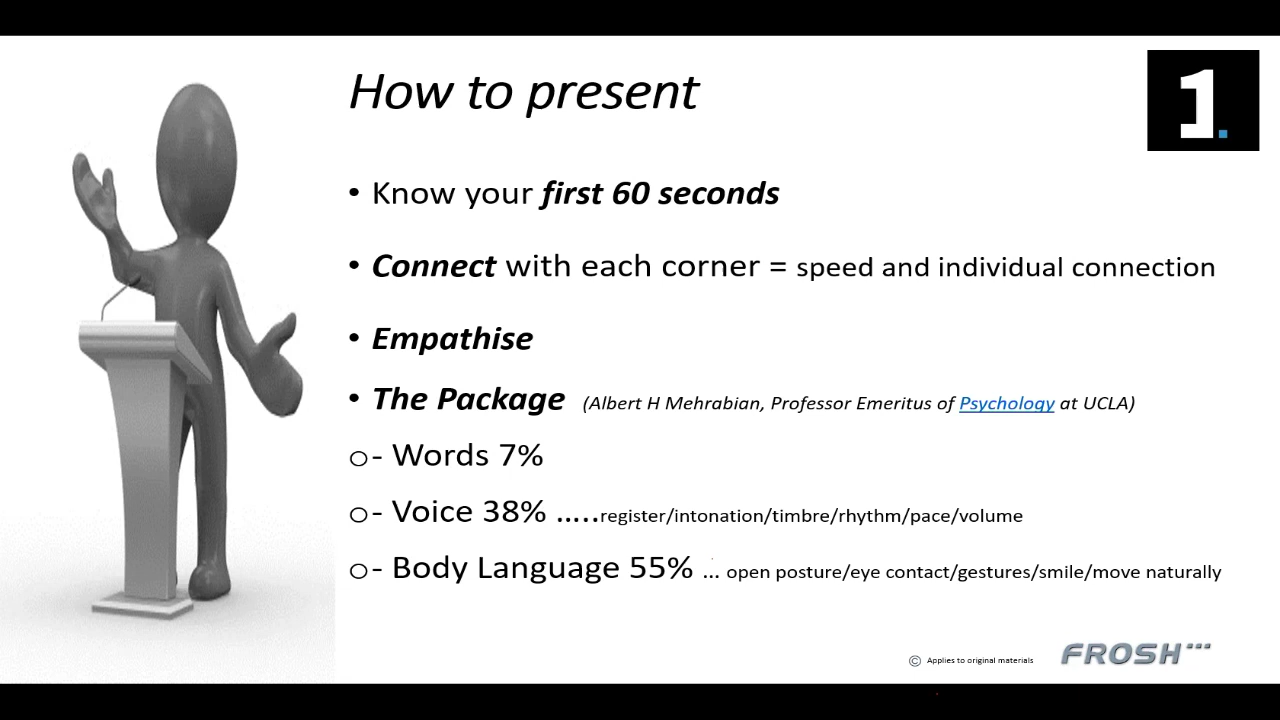 How to present
1.
• Know your first 60 seconds
• Connect with each corner = speed and individual connection
• Empathise
• The Package (Albert H Mehrabian, Professor Emeritus of Psychology at UCLA)
o - Words 7%
o - Voice 38% .....register/intonation/timbre/rhythm/pace/volume
o - Body Language 55% ... open posture/eye contact/gestures/smile/move naturally
© Applies to original materials FROSH